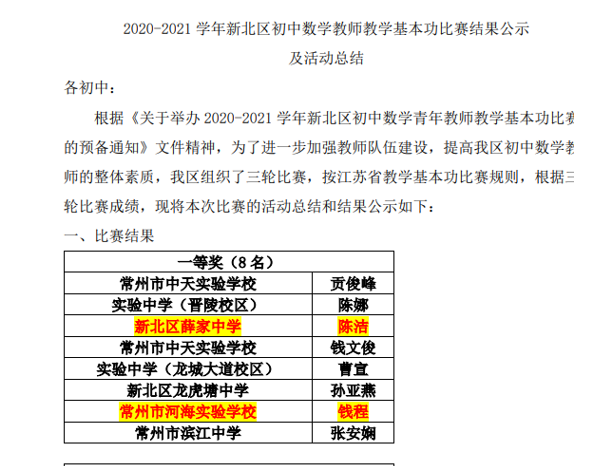 2020-2021 学年新北区初中数学教师教学基本功比赛结果公示
及活动总结
各初中：
根据《关于举办 2020-2021 学年新北区初中数学青年教师教学基本功比赛
的预备通知》文件精神，为了进一步加强教师队伍建设，提高我区初中数学教
师的整体素质，我区组织了三轮比赛，按江苏省教学基本功比赛规则，根据三
轮比赛成绩，现将本次比赛的活动总结和结果公示如下：
一、比赛结果
一等奖（8 名）
常州市中天实验学校 贡俊峰
实验中学（晋陵校区） 陈娜
新北区薛家中学 陈洁
常州市中天实验学校 钱文俊
实验中学（龙城大道校区） 曹宣
新北区龙虎塘中学 孙亚燕
常州市河海实验学校 钱程
常州市滨江中学 张安娴